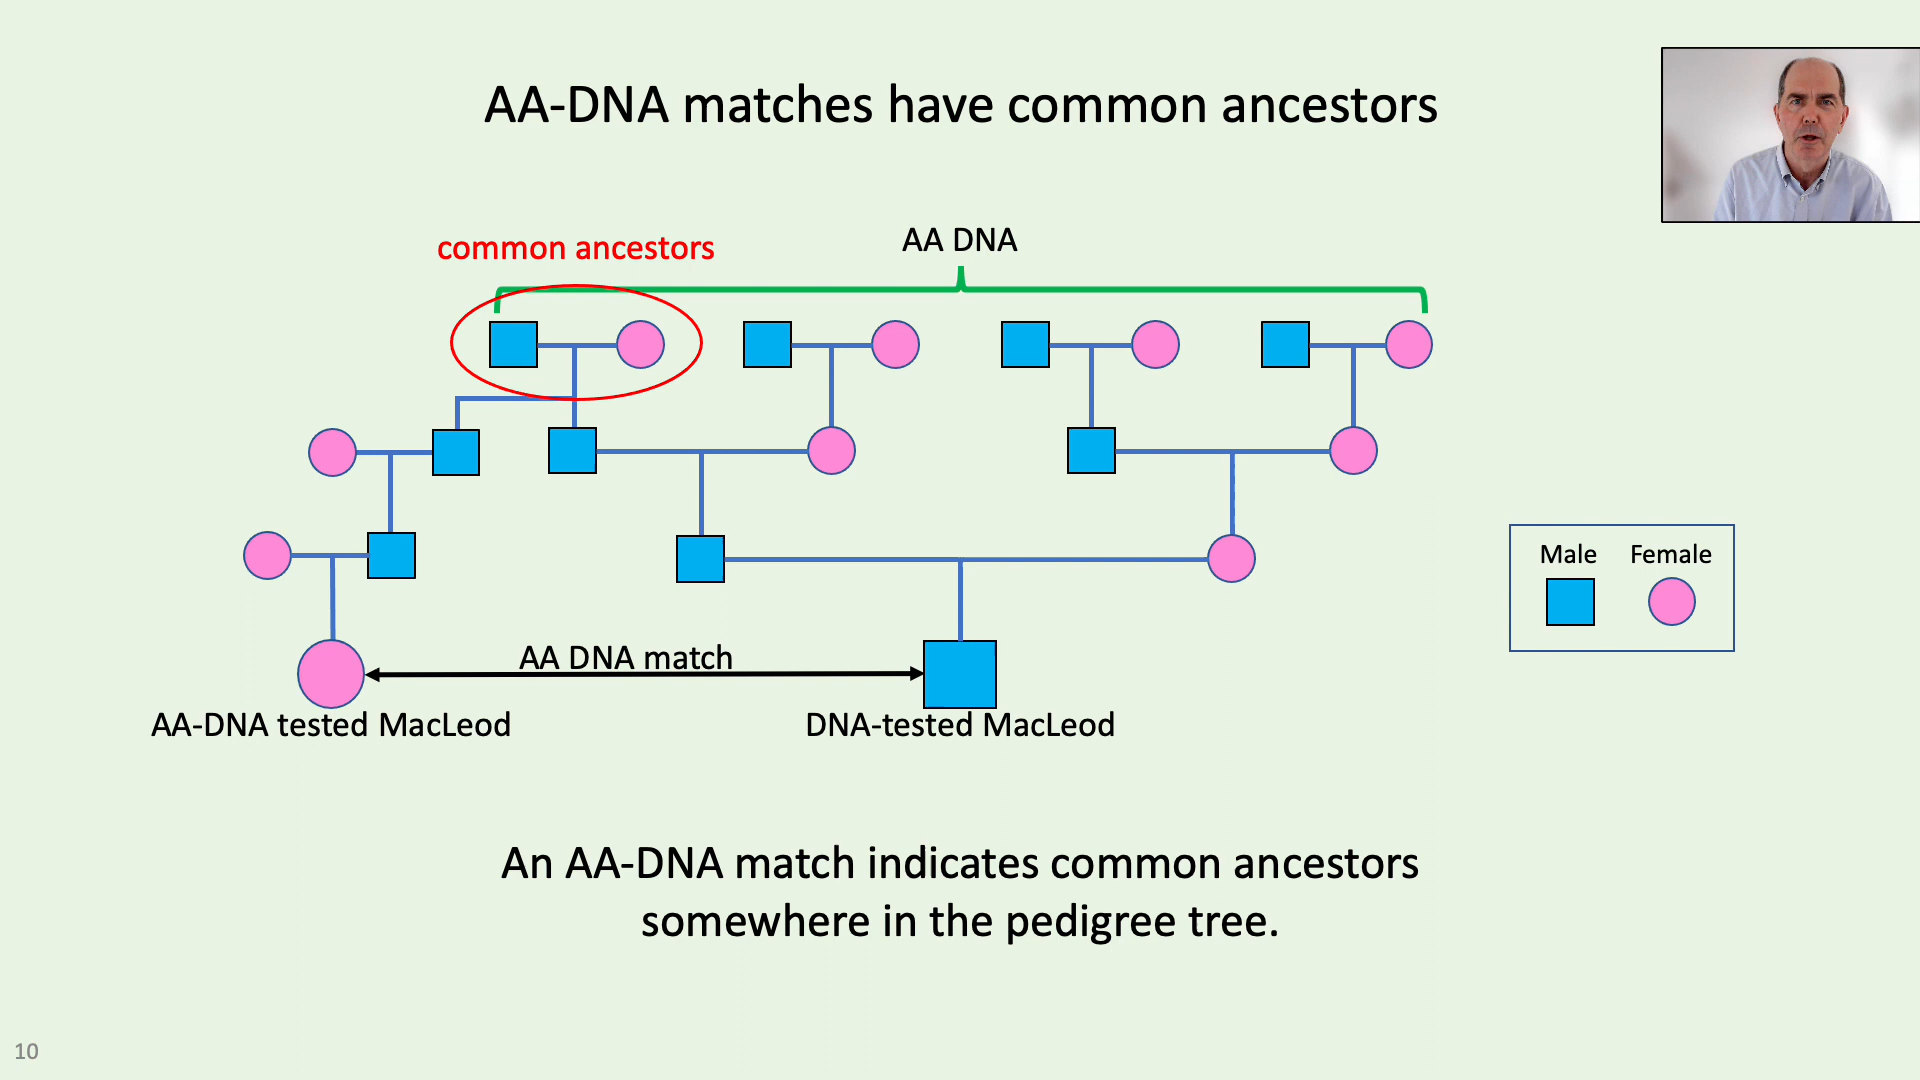 AA-DNA matches have common ancestors
common ancestors
AA DNA
Male
Female
AA DNA match
AA-DNA tested MacLeod
DNA-tested MacLeod
An AA-DNA match indicates common ancestors
somewhere in the pedigree tree.
10